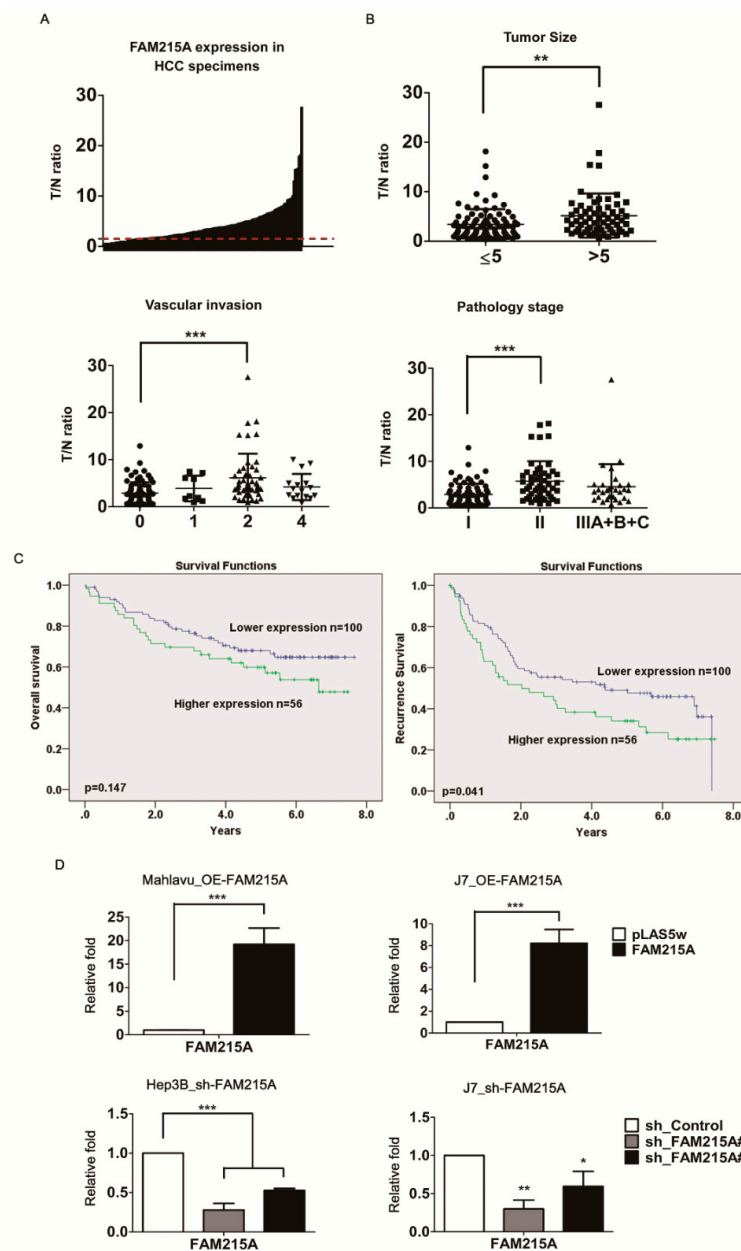 A
FAM215A expression in
HCC specimens
T/N ratio
30
20
10
0
B
Tumor Size
**
T/N ratio
30
20
10
0
≤5
>5
Vascular invasion
***
T/N ratio
30
20
10
0
0
1
2
4
Pathology stage
***
T/N ratio
30
20
10
0
I
II
IIIA+B+C
C
Survival Functions
Overall sruvival
1.0
0.8
0.6
0.4
0.2
0.0
Lower expression n=100
Higher expression n=56
p=0.147
.0
2.0
4.0
6.0
8.0
Years
Survival Functions
Recurrence Survival
1.0
0.8
0.6
0.4
0.2
0.0
Lower expression n=100
Higher expression n=56
p=0.041
.0
2.0
4.0
6.0
8.0
Years
D
Mahlavu_OE-FAM215A
***
Relative fold
25
20
15
10
5
0
FAM215A
J7_OE-FAM215A
***
Relative fold
10
8
6
4
2
0
FAM215A
pLAS5w
FAM215A
Hep3B_sh-FAM215A
***
Relative fold
1.5
1.0
0.5
0.0
FAM215A
J7_sh-FAM215A
Relative fold
1.5
1.0
0.5
0.0
**
*
FAM215A
sh_Control
sh_FAM215A#
sh_FAM215A#